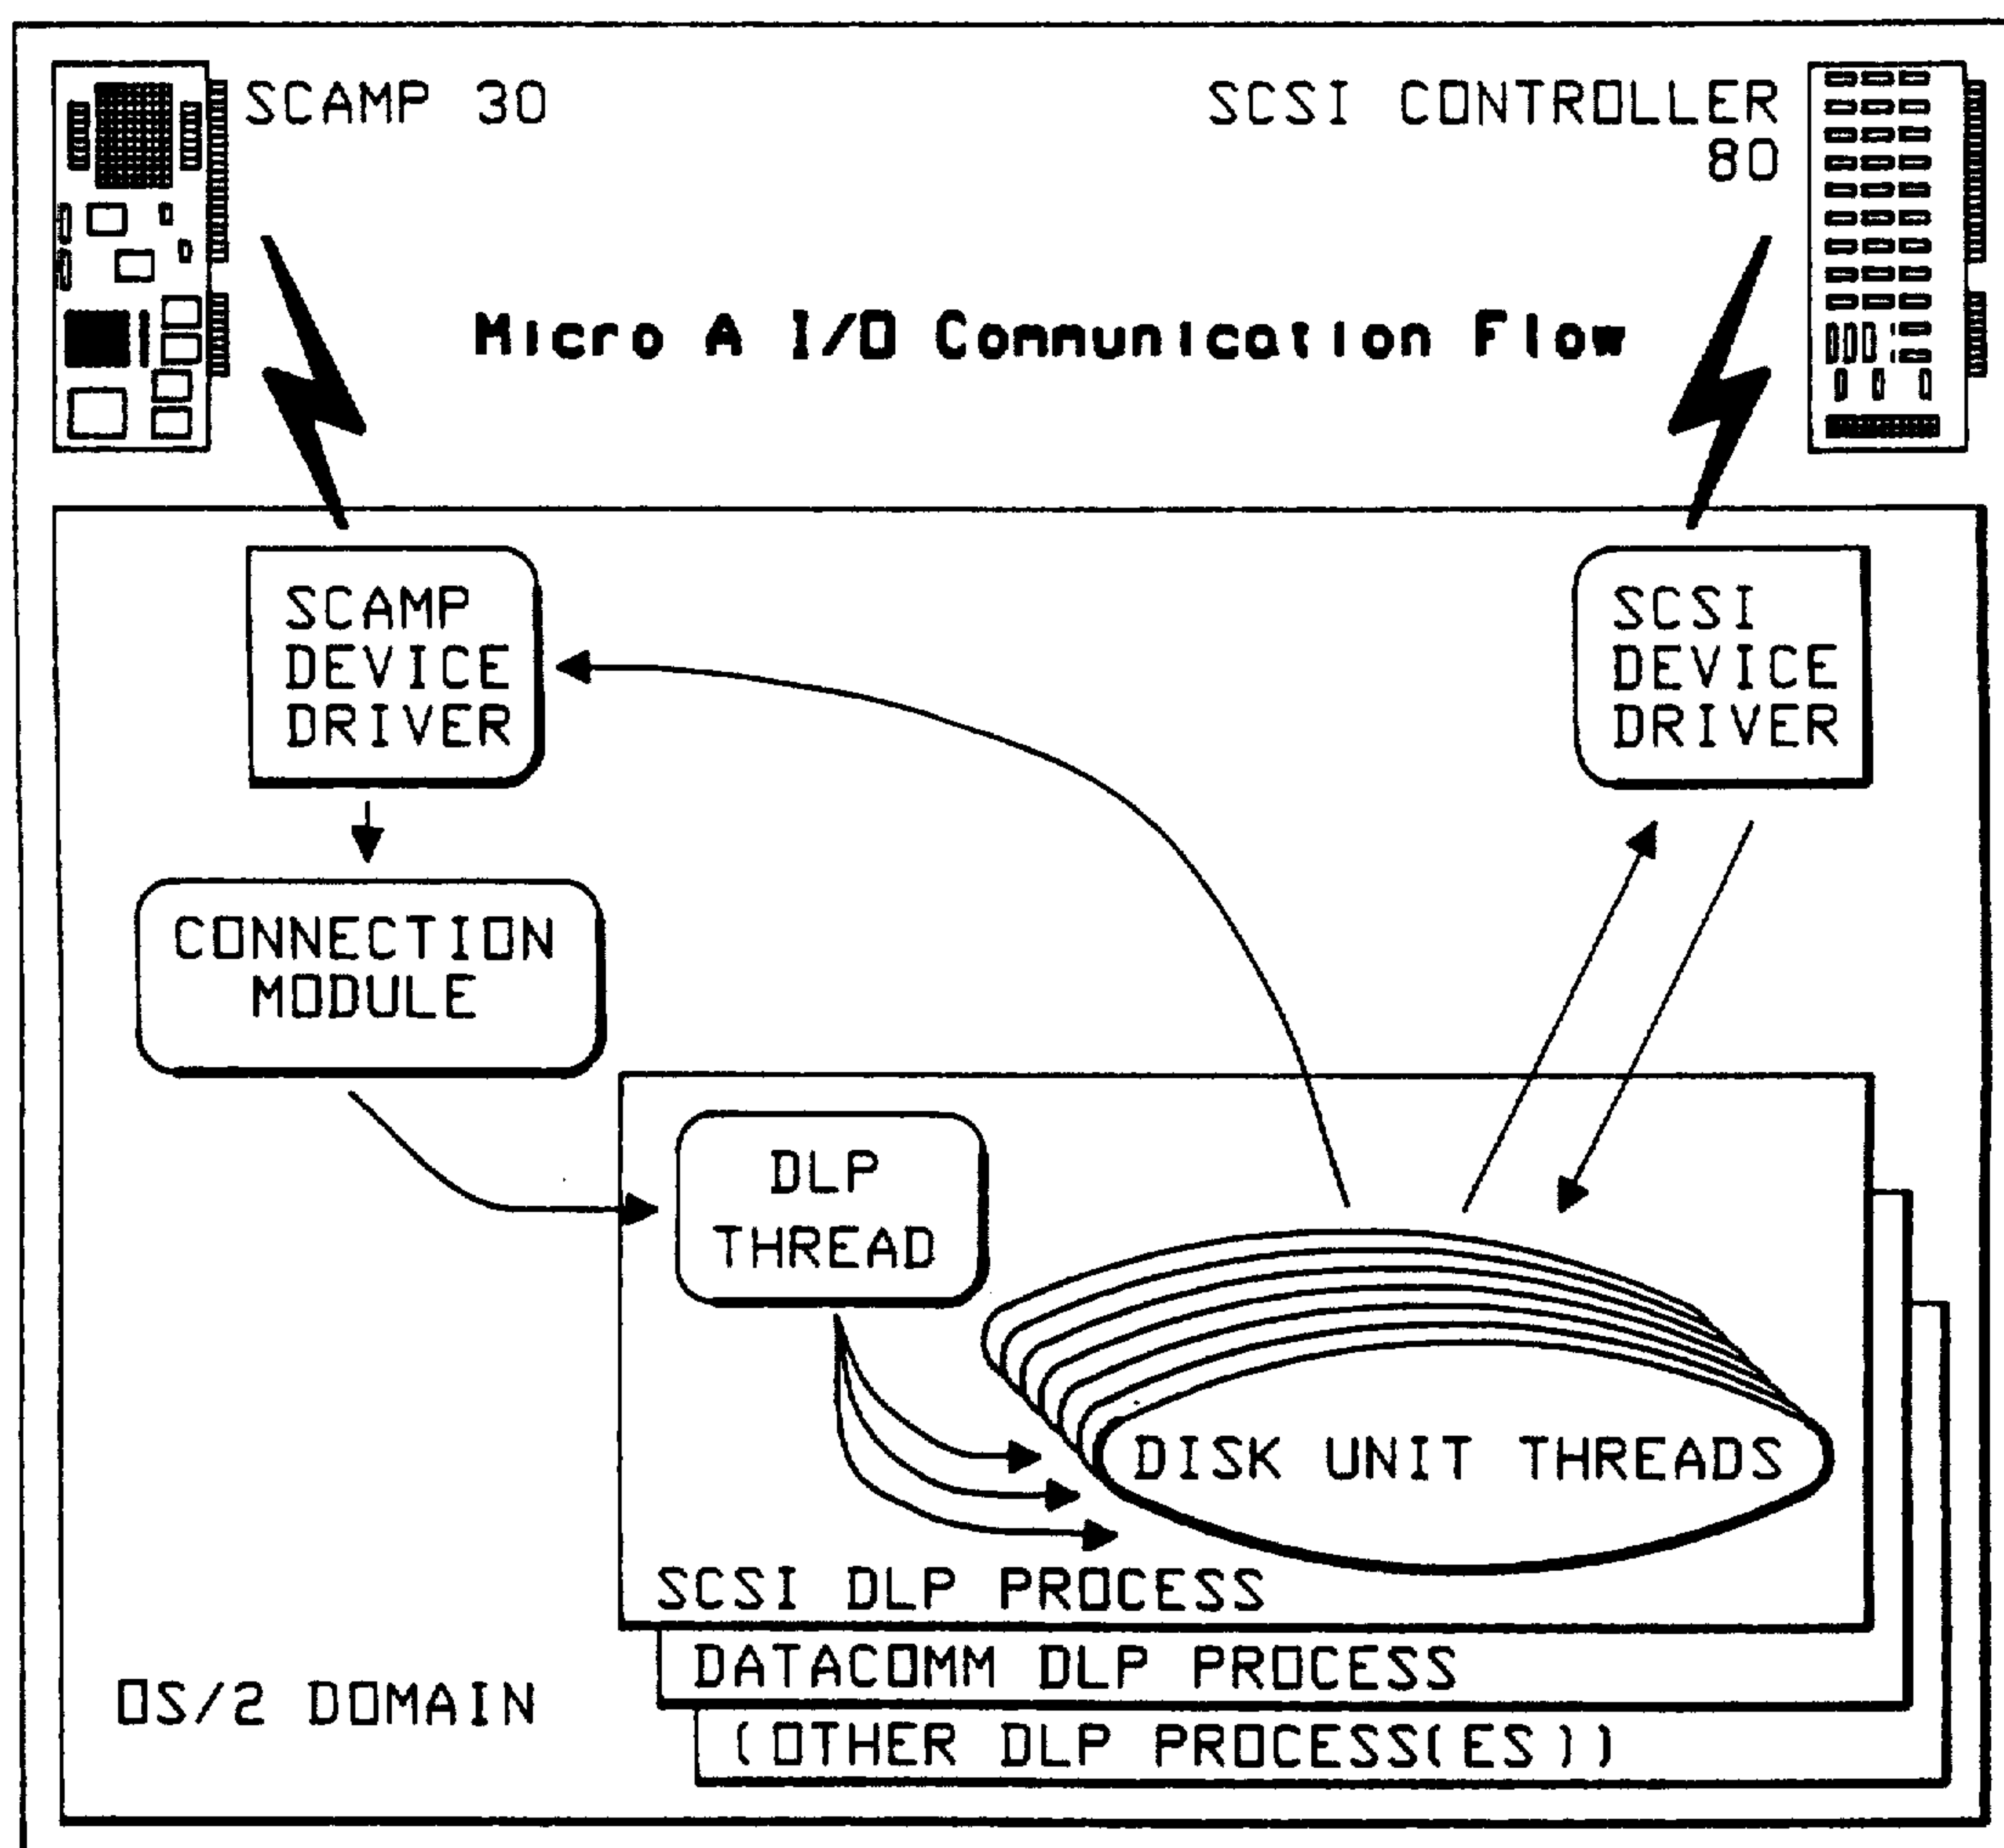 SCAMP 30
SCSI CONTROLLER
80
Micro A I/O Communication Flow
SCAMP
DEVICE
DRIVER
SCSI
DEVICE
DRIVER
CONNECTION
MODULE
DLP
THREAD
DISK UNIT THREADS
SCSI DLP PROCESS
DATACOMM DLP PROCESS
OS/2 DOMAIN
(OTHER DLP PROCESS(ES))